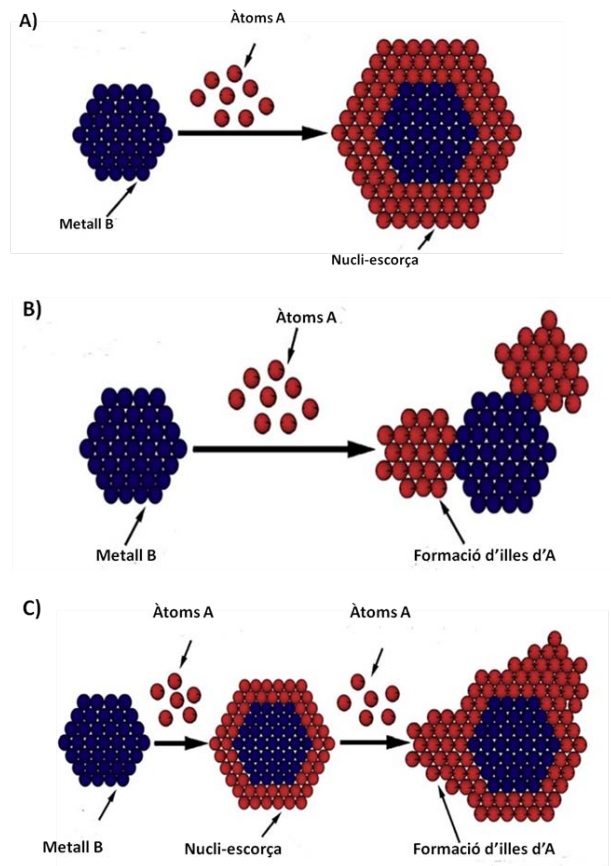 A)
Àtoms A
Metall B
Nucli-escorça
B)
Àtoms A
Metall B
Formació d'illes d'A
C)
Àtoms A
Àtoms A
Metall B
Nucli-escorça
Formació d'illes d'A